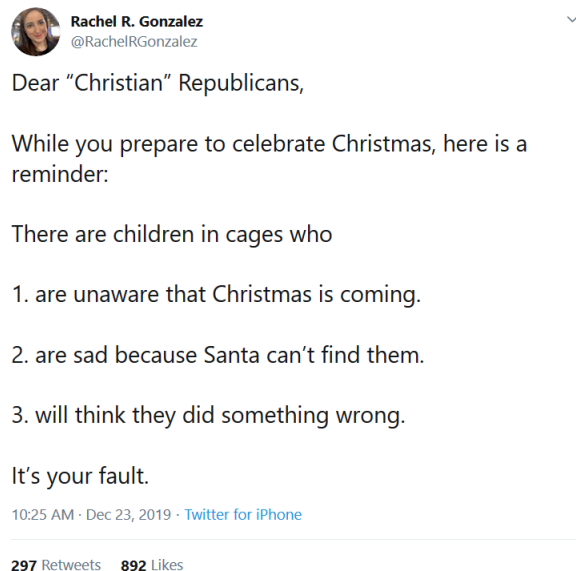 Rachel R. Gonzalez
@RachelRGonzalez
Dear “Christian” Republicans,
While you prepare to celebrate Christmas, here is a
reminder:
There are children in cages who
1. are unaware that Christmas is coming.
2. are sad because Santa can’t find them.
3. will think they did something wrong.
It’s your fault.
10:25 AM · Dec 23, 2019 · Twitter for iPhone
297 Retweets 892 Likes